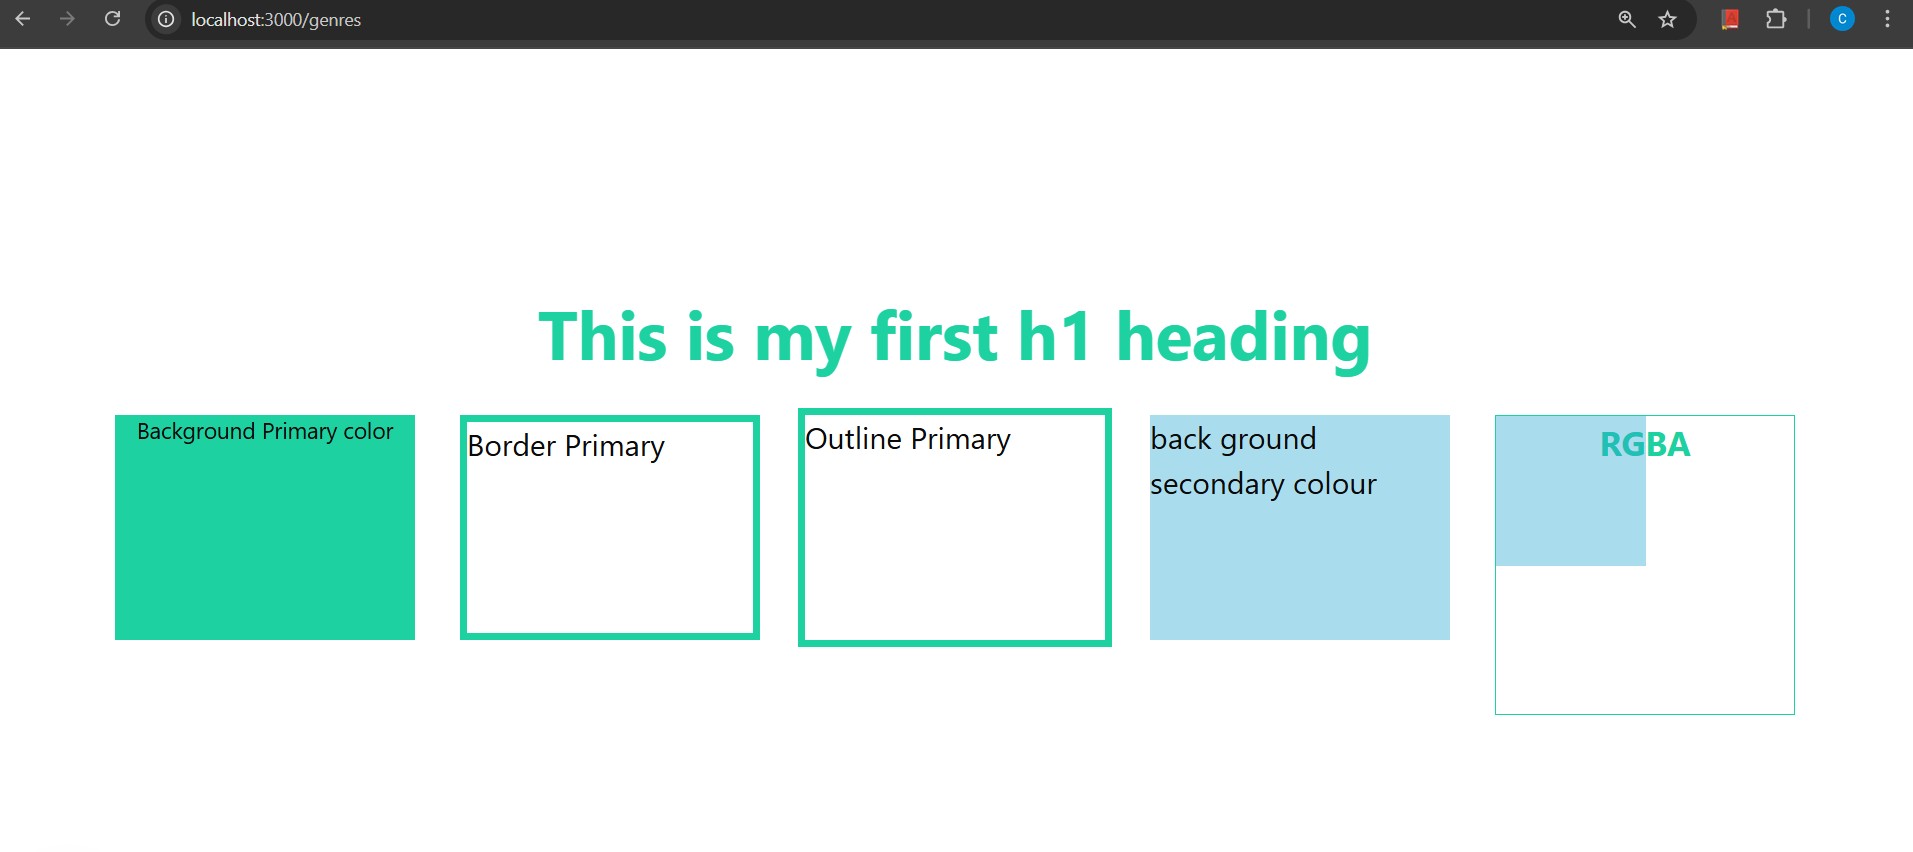 localhost:3000/genres
C
This is my first h1 heading
Background Primary color
Border Primary
Outline Primary
back ground
secondary colour
RGBA